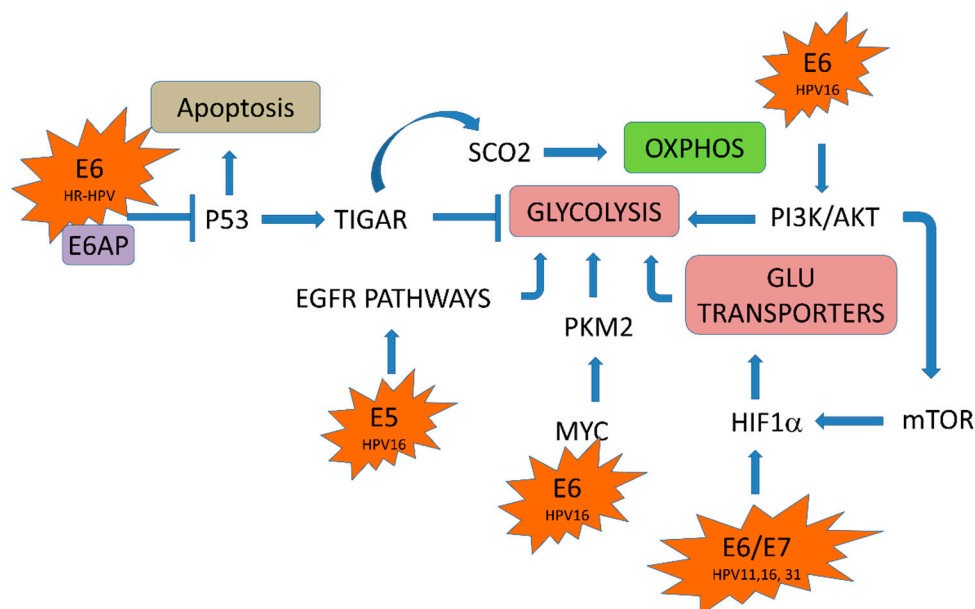 E6
HPV16
Apoptosis
SCO2
OXPHOS
E6
HR-HPV
E6AP
P53
TIGAR
GLYCOLYSIS
PI3K/AKT
EGFR PATHWAYS
PKM2
GLU
TRANSPORTERS
E5
HPV16
MYC
HIF1α
mTOR
E6
HPV16
E6/E7
HPV11,16, 31